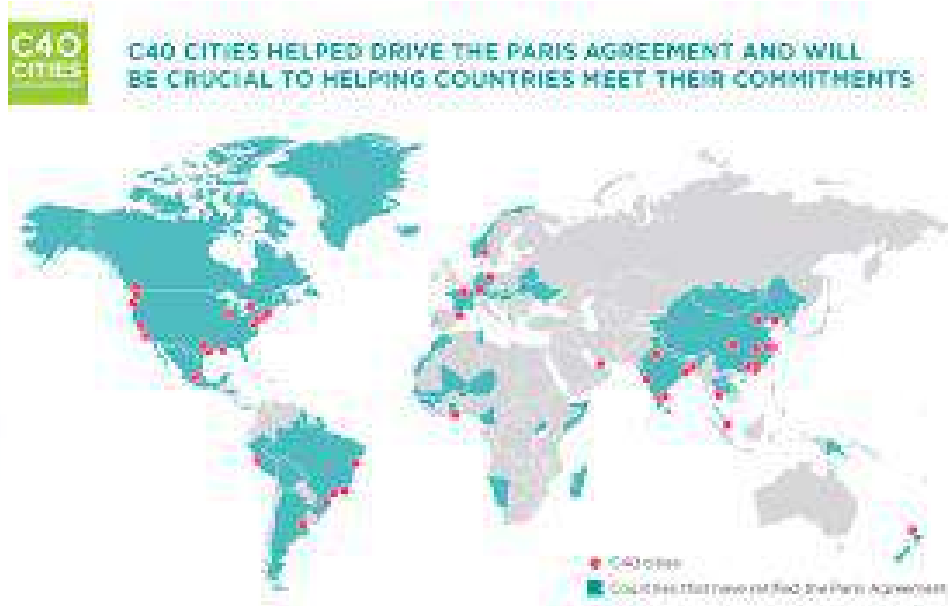 C40
CITIES
C40 CITIES HELPED DRIVE THE PARIS AGREEMENT AND WILL
BE CRUCIAL TO HELPING COUNTRIES MEET THEIR COMMITMENTS
C40 cities
Countries that have ratified the Paris Agreement